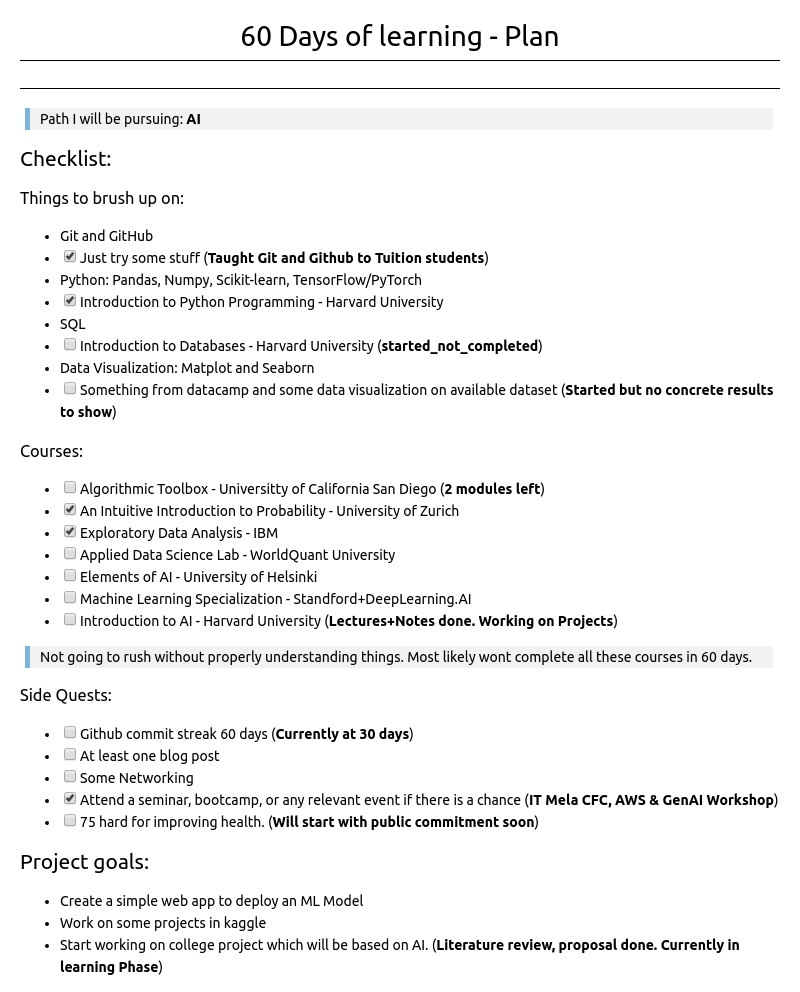 60 Days of learning - Plan
Path I will be pursuing: AI
Checklist:
Things to brush up on:
Git and GitHub
Just try some stuff (Taught Git and Github to Tuition students)
Python: Pandas, Numpy, Scikit-learn, TensorFlow/PyTorch
Introduction to Python Programming - Harvard University
SQL
Introduction to Databases - Harvard University (started_not_completed)
Data Visualization: Matplot and Seaborn
Something from datacamp and some data visualization on available dataset (Started but no concrete results
to show)
Courses:
Algorithmic Toolbox - Universitty of California San Diego (2 modules left)
An Intuitive Introduction to Probability - University of Zurich
Exploratory Data Analysis - IBM
Applied Data Science Lab - WorldQuant University
Elements of AI - University of Helsinki
Machine Learning Specialization - Standford+DeepLearning.AI
Introduction to AI - Harvard University (Lectures+Notes done. Working on Projects)
Not going to rush without properly understanding things. Most likely wont complete all these courses in 60 days.
Side Quests:
Github commit streak 60 days (Currently at 30 days)
At least one blog post
Some Networking
Attend a seminar, bootcamp, or any relevant event if there is a chance (IT Mela CFC, AWS & GenAI Workshop)
75 hard for improving health. (Will start with public commitment soon)
Project goals:
Create a simple web app to deploy an ML Model
Work on some projects in kaggle
Start working on college project which will be based on AI. (Literature review, proposal done. Currently in
learning Phase)